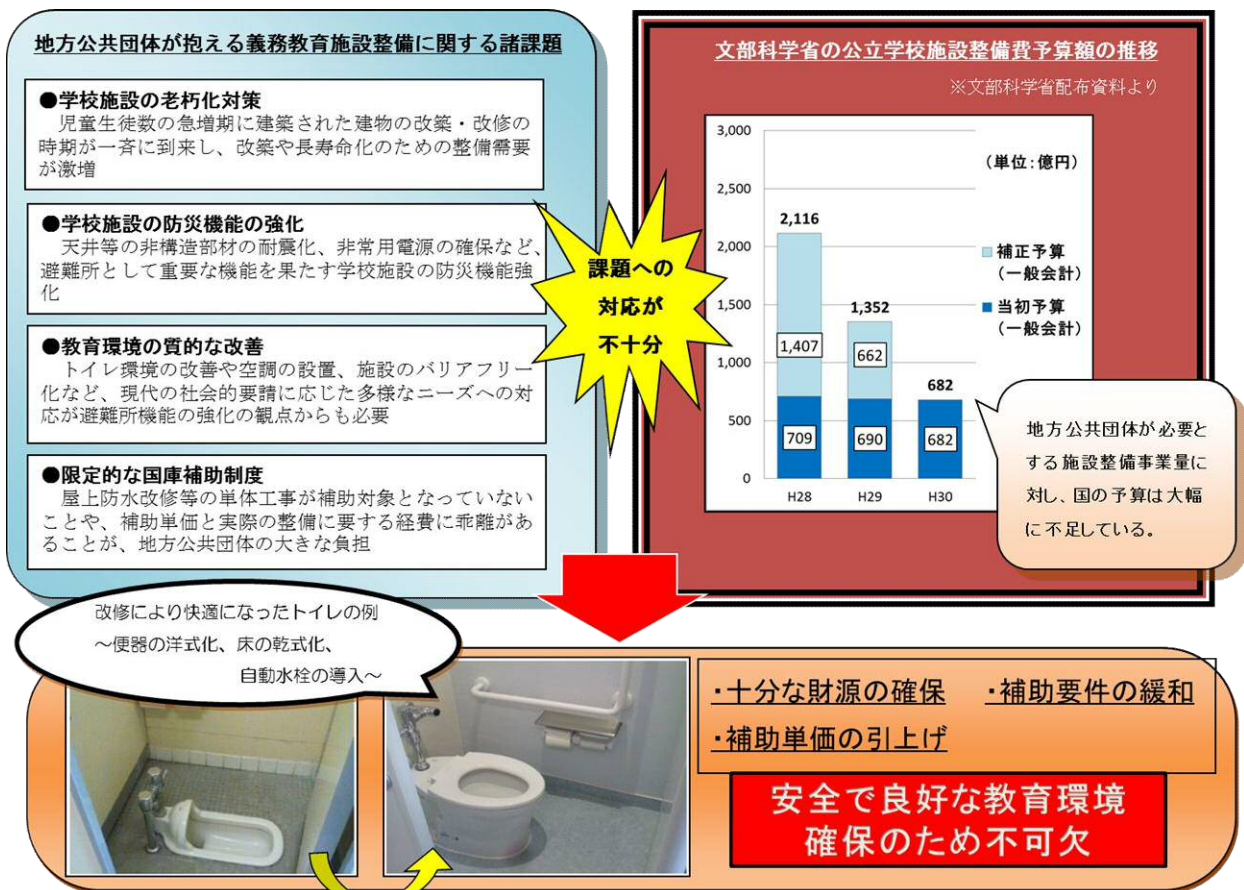 地方公共団体が抱える義務教育施設整備に関する諸課題
●学校施設の老朽化対策
児童生徒数の急増期に建築された建物の改築・改修の
時期が一斉に到来し、改築や長寿命化のための整備需要
が激増
●学校施設の防災機能の強化
天井等の非構造部材の耐震化、非常用電源の確保など、
避難所として重要な機能を果たす学校施設の防災機能強
化
●教育環境の質的な改善
トイレ環境の改善や空調の設置、施設のバリアフリー
化など、現代の社会的要請に応じた多様なニーズへの対
応が避難所機能の強化の観点からも必要
●限定的な国庫補助制度
屋上防水改修等の単体工事が補助対象となっていない
ことや、補助単価と実際の整備に要する経費に乖離があ
ることが、地方公共団体の大きな負担
課題への
対応が
不十分
文部科学省の公立学校施設整備費予算額の推移
※文部科学省配布資料より
(単位:億円)
3,000
2,500
2,000
1,500
1,000
500
0
2,116
1,407
709
1,352
662
690
682
682
H28
H29
H30
補正予算
(一般会計)
当初予算
(一般会計)
地方公共団体が必要と
する施設整備事業量に
対し、国の予算は大幅
に不足している。
改修により快適になったトイレの例
～便器の洋式化、床の乾式化、
自動水栓の導入～
・十分な財源の確保 ・補助要件の緩和
・補助単価の引上げ
安全で良好な教育環境
確保のため不可欠